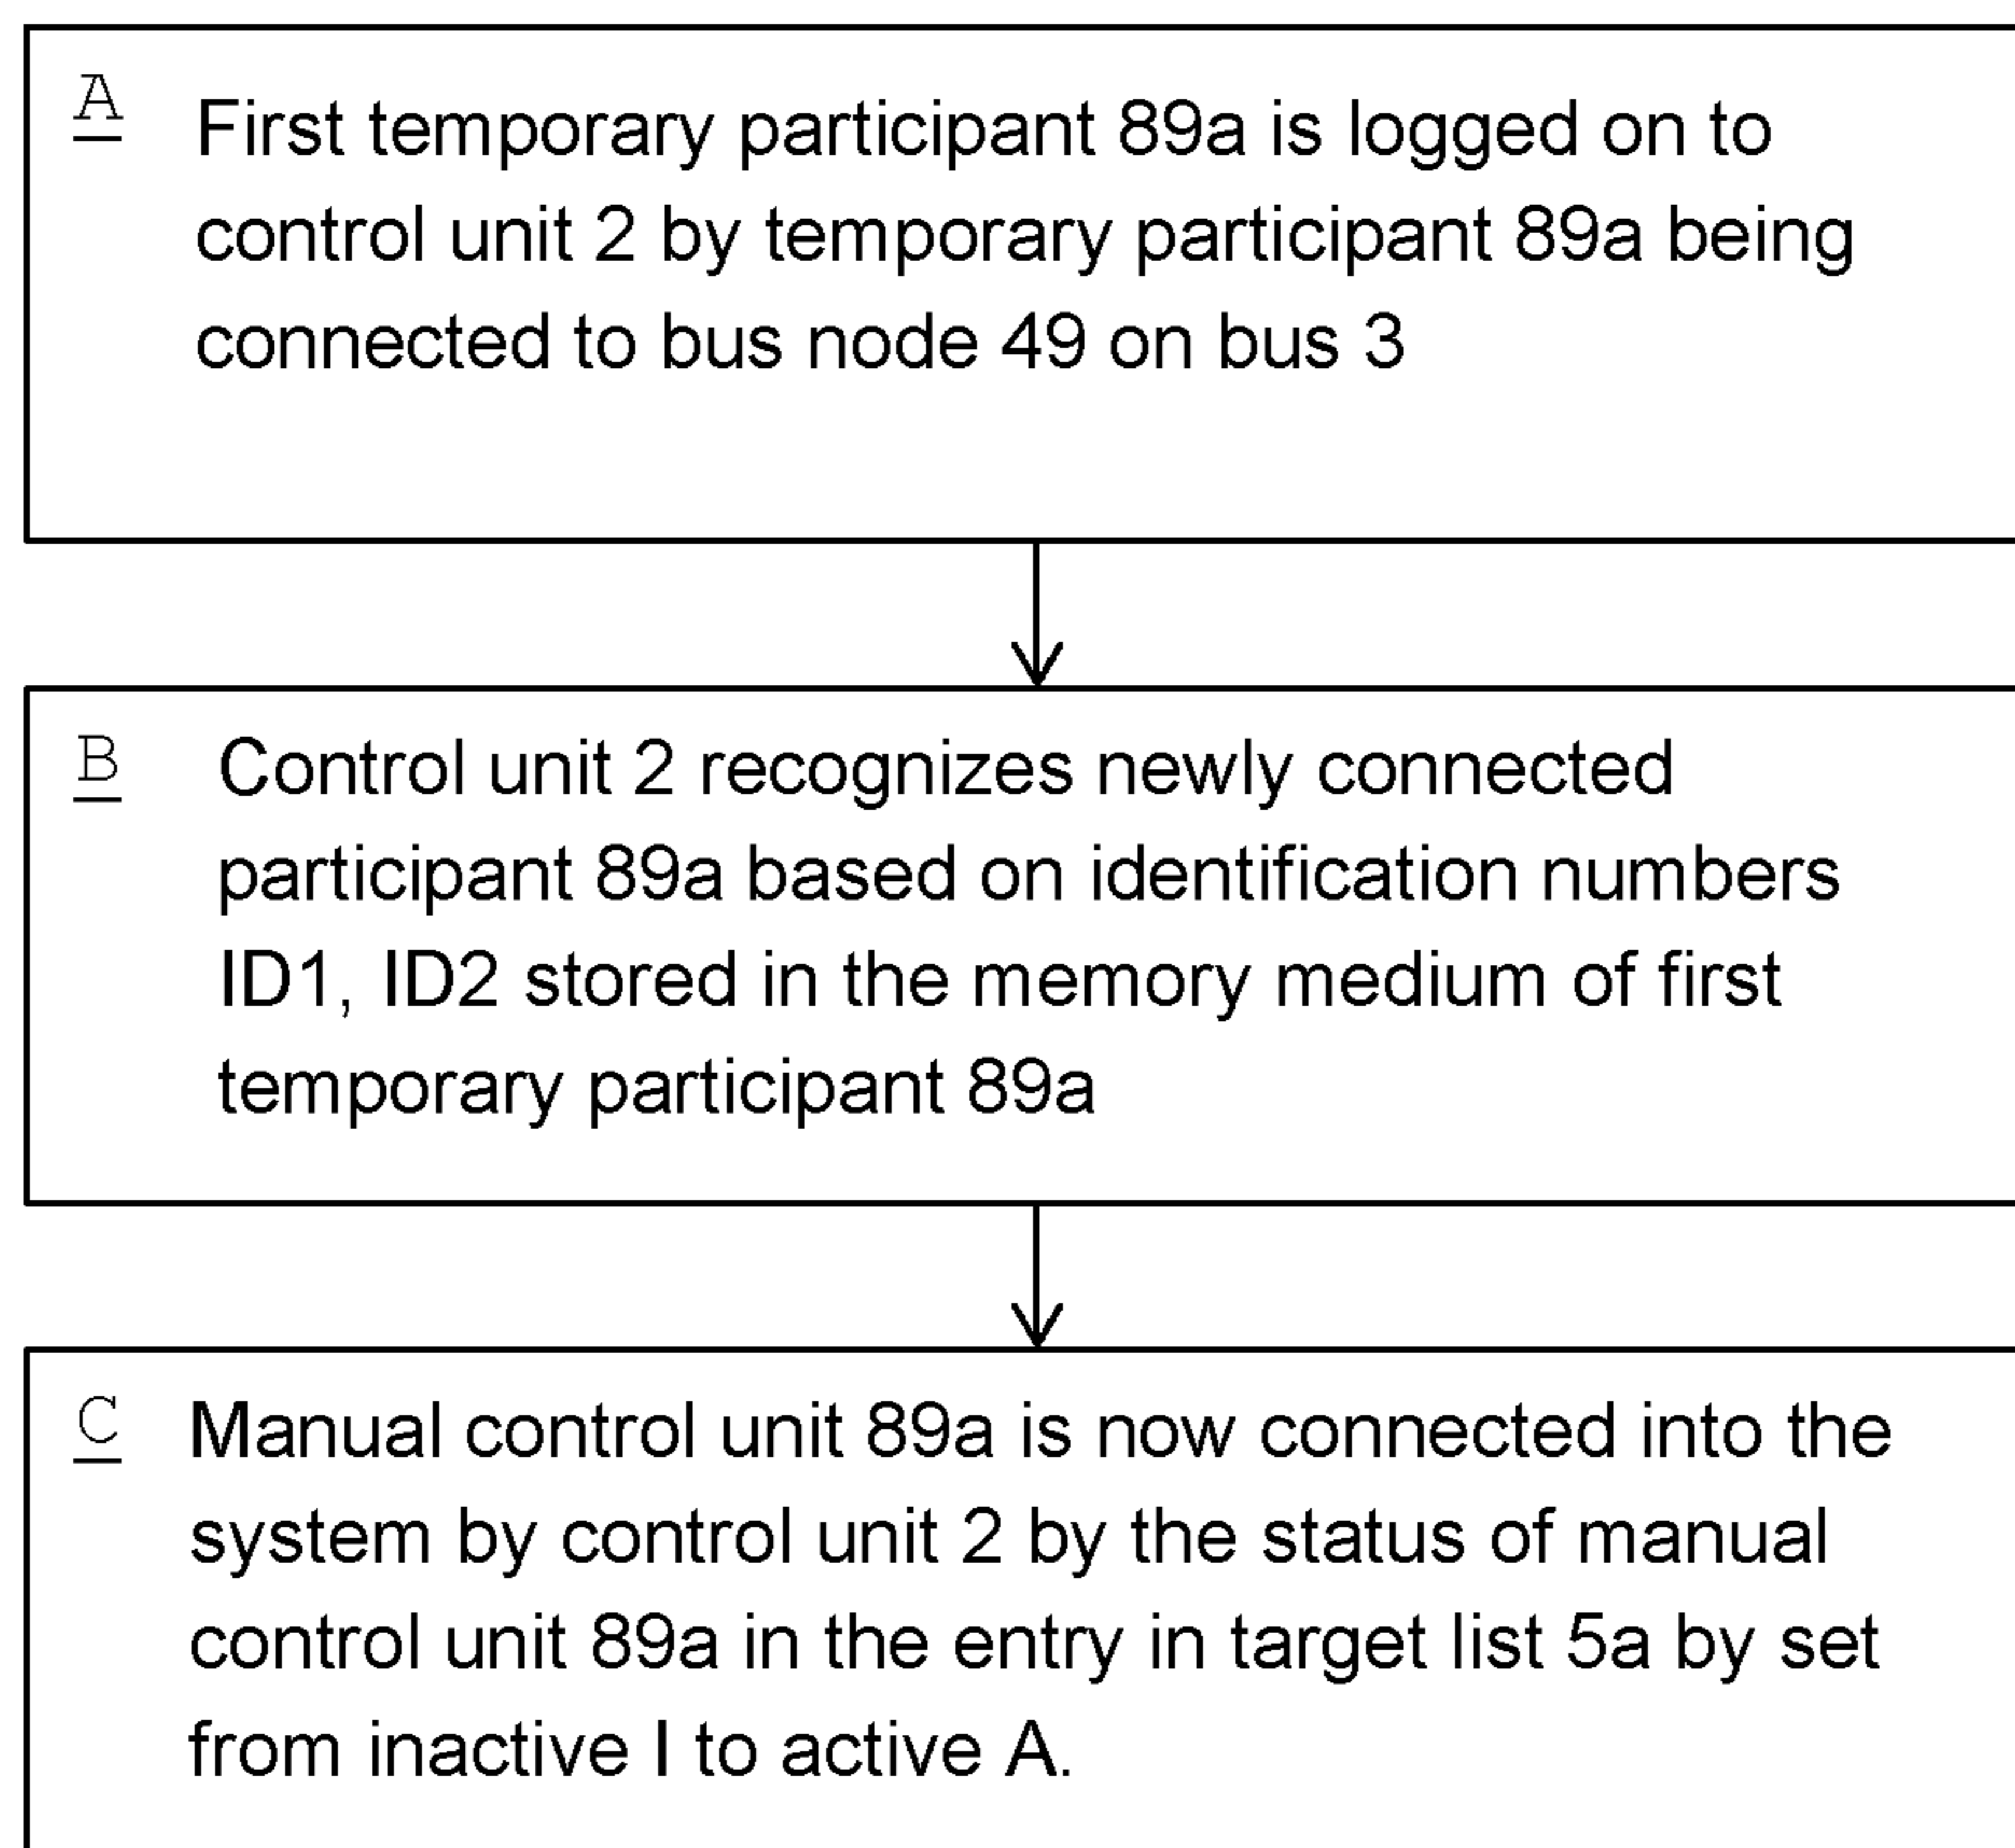 A First temporary participant 89a is logged on to
control unit 2 by temporary participant 89a being
connected to bus node 49 on bus 3
B Control unit 2 recognizes newly connected
participant 89a based on identification numbers
ID1, ID2 stored in the memory medium of first
temporary participant 89a
C Manual control unit 89a is now connected into the
system by control unit 2 by the status of manual
control unit 89a in the entry in target list 5a by set
from inactive I to active A.